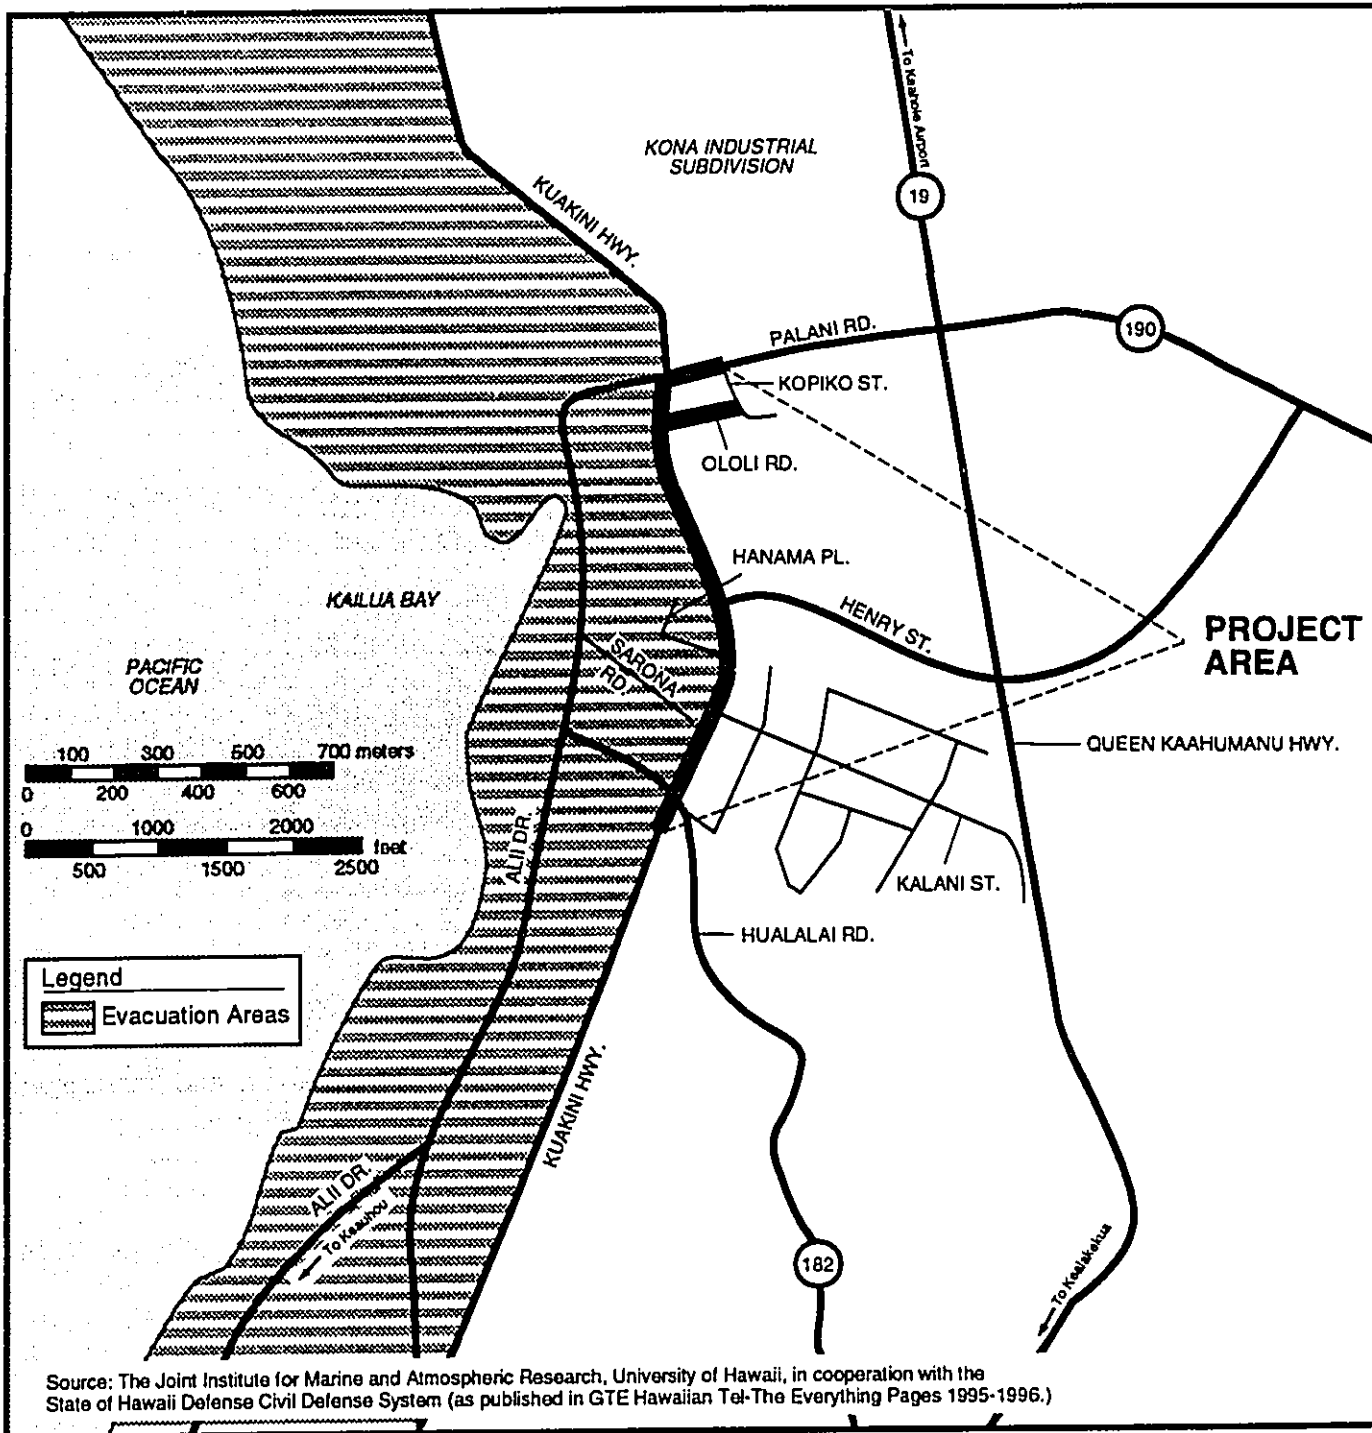 To Keahole Airport
KONA INDUSTRIAL
SUBDIVISION
19
KUAKINI HWY.
PALANI RD.
190
KOPIKO ST.
OLOLI RD.
HANAMA PL.
KAILUA BAY
HENRY ST.
PROJECT
AREA
SARONA
RD.
PACIFIC
OCEAN
100 300 500 700 meters
0 200 400 600
0 1000 2000 feet
500 1500 2500
QUEEN KAAHUMANU HWY.
ALII DR.
KALANI ST.
HUALALAI RD.
Legend
Evacuation Areas
KUAKINI HWY.
ALII DR.
To Keauhou
182
To Kealakekua
Source: The Joint Institute for Marine and Atmospheric Research, University of Hawaii, in cooperation with the
State of Hawaii Defense Civil Defense System (as published in GTE Hawaiian Tel-The Everything Pages 1995-1996.)